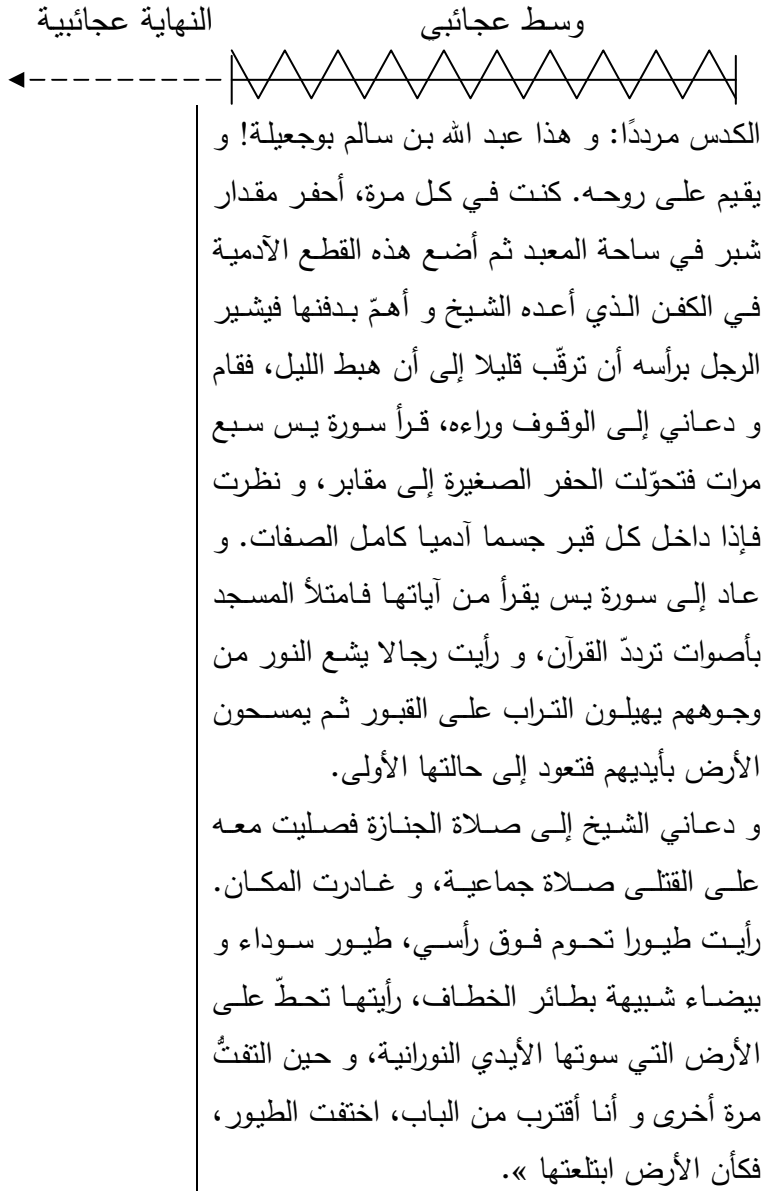 وسط عجائبي النهاية عجائبية
الكدس مرددًا: و هذا عبد الله بن سالم بوجعيلة! و
يقيم على روحه. كنت في كل مرة، أحفر مقدار
شبر في ساحة المعبد ثم أضع هذه القطع الآدمية
في الكفن الذي أعده الشيخ و أهمّ بدفنها فيشير
الرجل برأسه أن ترقّب قليلا إلى أن هبط الليل، فقام
و دعاني إلى الوقوف وراءه، قرأ سورة يس سبع
مرات فتحوّلت الحفر الصغيرة إلى مقابر، و نظرت
فإذا داخل كل قبر جسما آدميا كامل الصفات. و
عاد إلى سورة يس يقرأ من آياتها فامتلأ المسجد
بأصوات ترددّ القرآن، و رأيت رجالا يشع النور من
وجوههم يهيلون التراب على القبور ثم يمسحون
الأرض بأيديهم فتعود إلى حالتها الأولى.
و دعاني الشيخ إلى صلاة الجنازة فصليت معه
على القتلى صلاة جماعية، و غادرت المكان.
رأيت طيورا تحوم فوق رأسي، طيور سوداء و
بيضاء شبيهة بطائر الخطاف، رأيتها تحطّ على
الأرض التي سوتها الأيدي النورانية، و حين التفتُّ
مرة أخرى و أنا أقترب من الباب، اختفت الطيور،
فكأن الأرض ابتلعتها ».